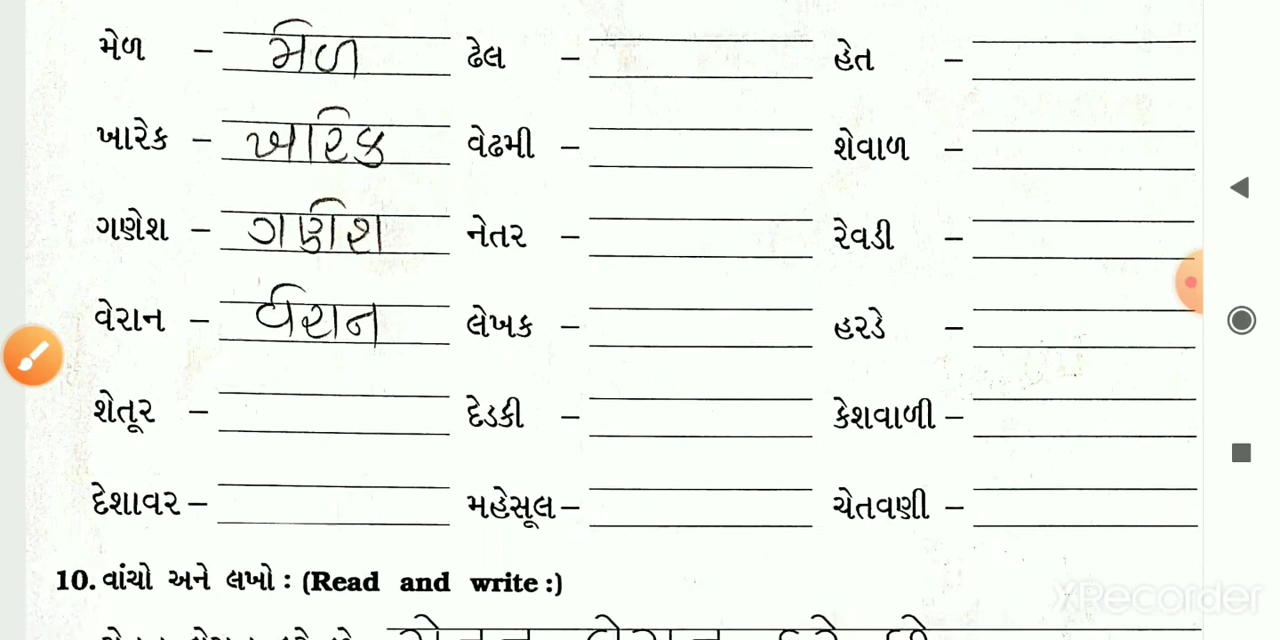 મેળ - મેળ ઢેલ - હેત -
ખારેક - ખારેક વેઢમી - શેવાળ -
ગણેશ - ગણેશ નેતર - રેવડી -
વેરાન - વેરાન લેખક - હરડે -
શેતૂર - દેડકી - કેશવાળી -
દેશાવર - મહેસૂલ - ચેતવણી -
10. વાંચો અને લખો : (Read and write :)
XRecorder